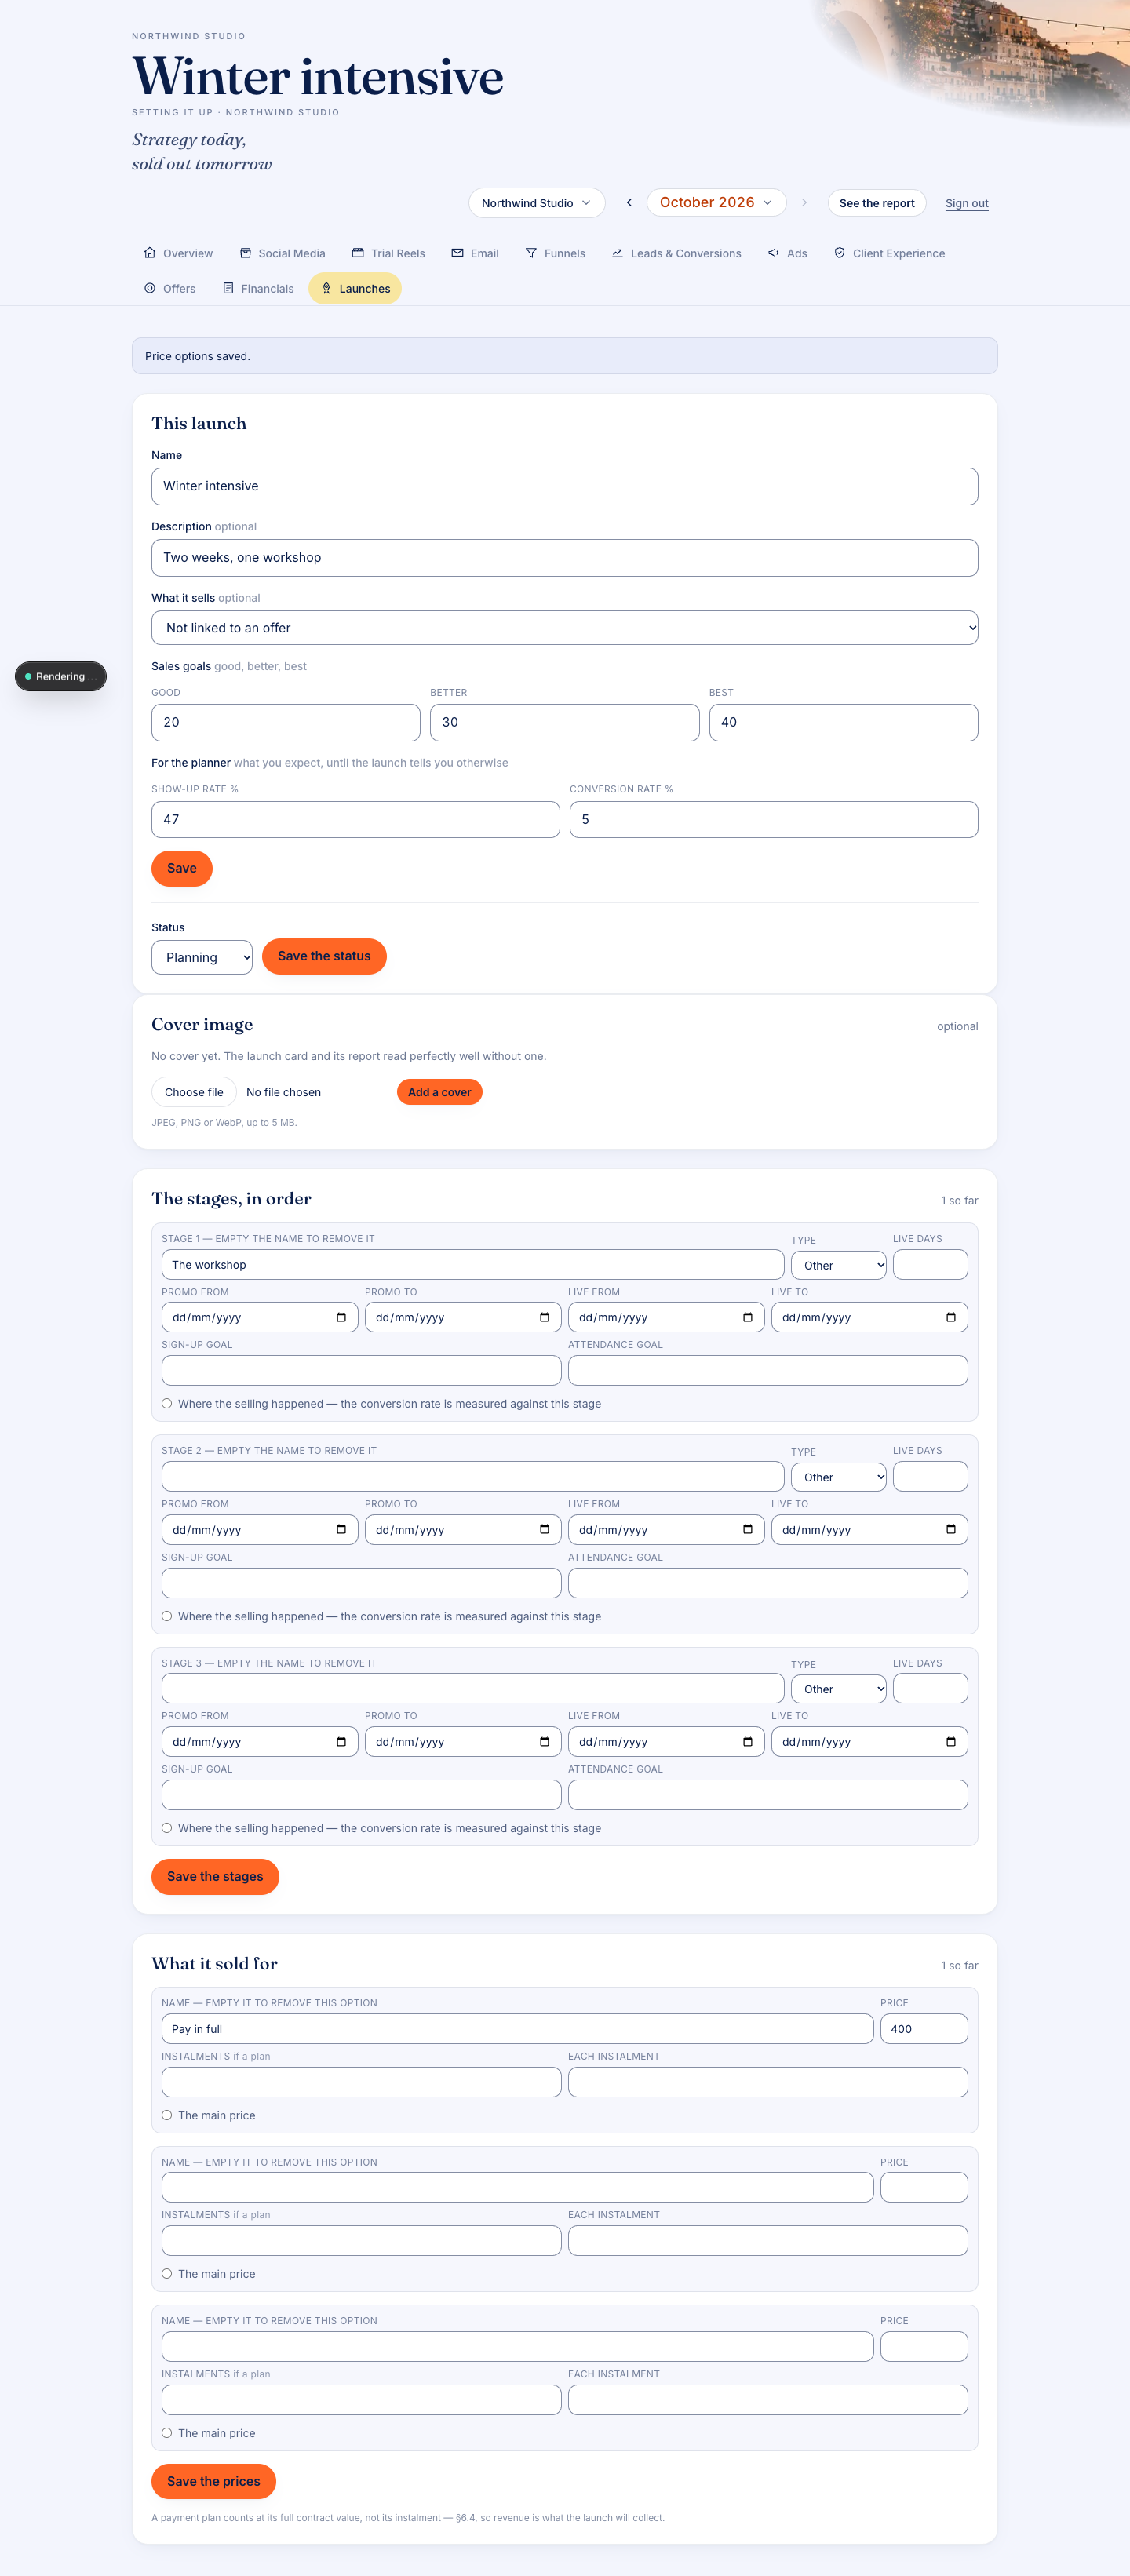 NORTHWIND STUDIO
Winter intensive
SETTING IT UP · NORTHWIND STUDIO
Strategy today,
sold out tomorrow
Northwind Studio
October 2026
See the report
Sign out
Overview
Social Media
Trial Reels
Email
Funnels
Leads & Conversions
Ads
Client Experience
Offers
Financials
Launches
Price options saved.
This launch
Name
Winter intensive
Description optional
Two weeks, one workshop
What it sells optional
Not linked to an offer
Rendering ...
Sales goals good, better, best
GOOD BETTER BEST
20 30 40
For the planner what you expect, until the launch tells you otherwise
SHOW-UP RATE % CONVERSION RATE %
47 5
Save
Status
Planning Save the status
Cover image optional
No cover yet. The launch card and its report read perfectly well without one.
Choose file No file chosen Add a cover
JPEG, PNG or WebP, up to 5 MB.
The stages, in order 1 so far
STAGE 1 — EMPTY THE NAME TO REMOVE IT TYPE LIVE DAYS
The workshop Other
PROMO FROM PROMO TO LIVE FROM LIVE TO
dd/mm/yyyy dd/mm/yyyy dd/mm/yyyy dd/mm/yyyy
SIGN-UP GOAL ATTENDANCE GOAL
Where the selling happened — the conversion rate is measured against this stage
STAGE 2 — EMPTY THE NAME TO REMOVE IT TYPE LIVE DAYS
Other
PROMO FROM PROMO TO LIVE FROM LIVE TO
dd/mm/yyyy dd/mm/yyyy dd/mm/yyyy dd/mm/yyyy
SIGN-UP GOAL ATTENDANCE GOAL
Where the selling happened — the conversion rate is measured against this stage
STAGE 3 — EMPTY THE NAME TO REMOVE IT TYPE LIVE DAYS
Other
PROMO FROM PROMO TO LIVE FROM LIVE TO
dd/mm/yyyy dd/mm/yyyy dd/mm/yyyy dd/mm/yyyy
SIGN-UP GOAL ATTENDANCE GOAL
Where the selling happened — the conversion rate is measured against this stage
Save the stages
What it sold for 1 so far
NAME — EMPTY IT TO REMOVE THIS OPTION PRICE
Pay in full 400
INSTALMENTS if a plan EACH INSTALMENT
The main price
NAME — EMPTY IT TO REMOVE THIS OPTION PRICE
INSTALMENTS if a plan EACH INSTALMENT
The main price
NAME — EMPTY IT TO REMOVE THIS OPTION PRICE
INSTALMENTS if a plan EACH INSTALMENT
The main price
Save the prices
A payment plan counts at its full contract value, not its instalment — §6.4, so revenue is what the launch will collect.